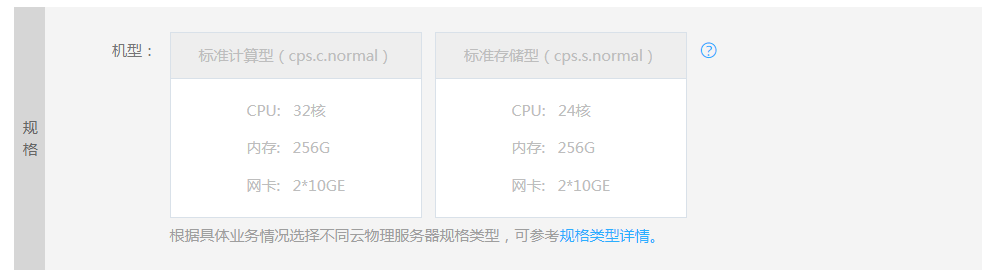 规格
机型：
标准计算型（cps.c.normal）
CPU: 32核
内存: 256G
网卡: 2*10GE
标准存储型（cps.s.normal）
CPU: 24核
内存: 256G
网卡: 2*10GE
?
根据具体业务情况选择不同云物理服务器规格类型，可参考规格类型详情。